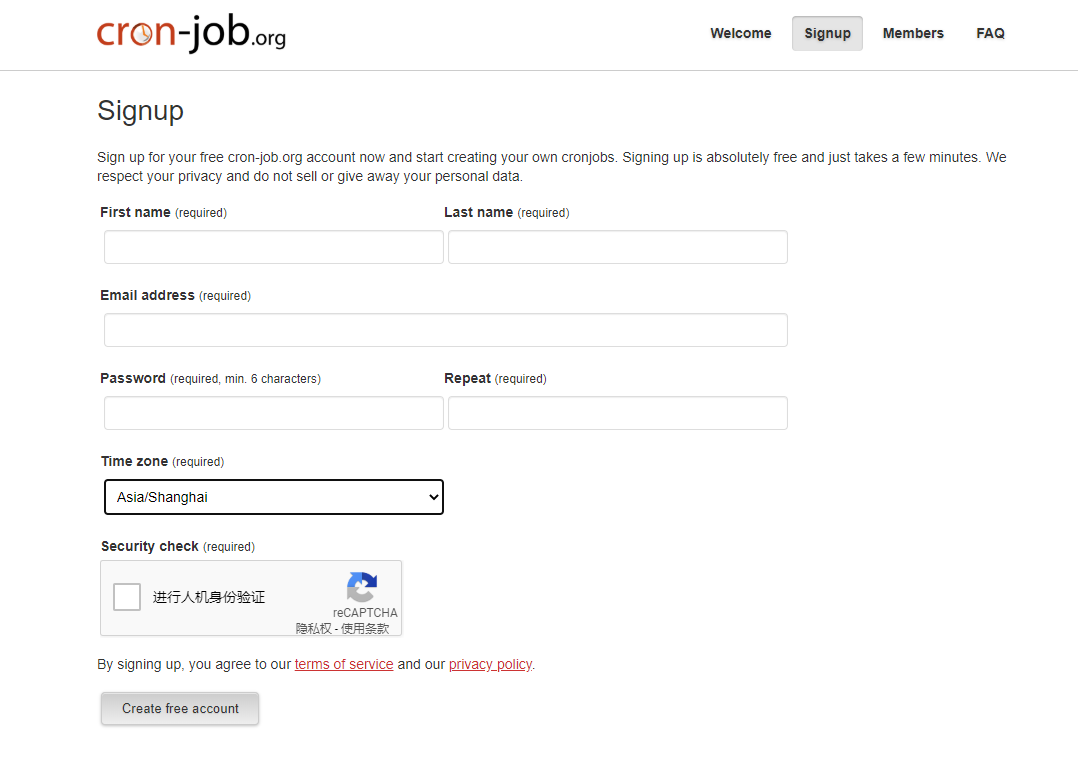 cron-job.org
Welcome Signup Members FAQ
Signup
Sign up for your free cron-job.org account now and start creating your own cronjobs. Signing up is absolutely free and just takes a few minutes. We
respect your privacy and do not sell or give away your personal data.
First name (required) Last name (required)
Email address (required)
Password (required, min. 6 characters) Repeat (required)
Time zone (required)
Asia/Shanghai
Security check (required)
进行人机身份验证
reCAPTCHA
隐私权 - 使用条款
By signing up, you agree to our terms of service and our privacy policy.
Create free account